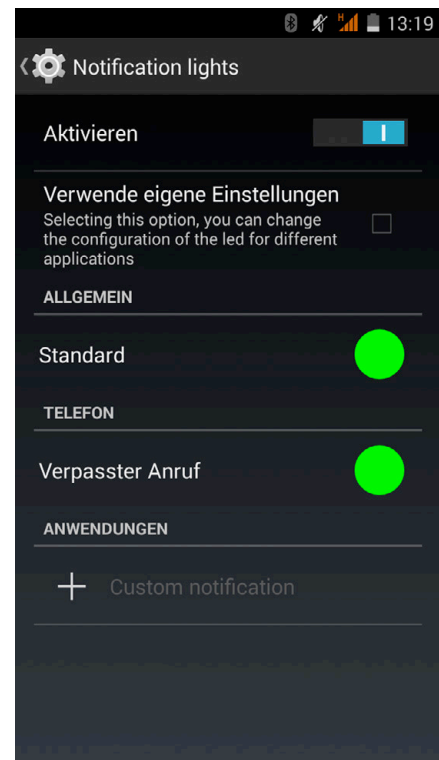 H 13:19
Notification lights
Aktivieren
Verwende eigene Einstellungen
Selecting this option, you can change
the configuration of the led for different
applications
ALLGEMEIN
Standard
TELEFON
Verpasster Anruf
ANWENDUNGEN
Custom notification